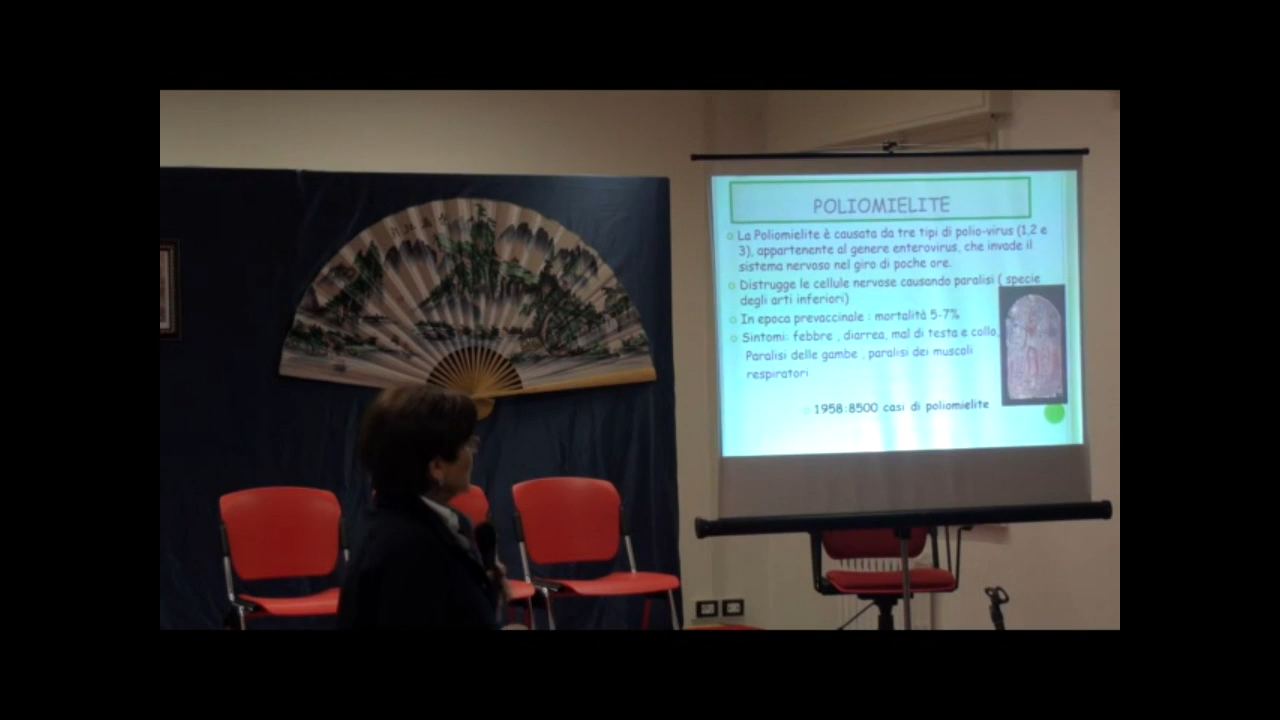 POLIOMIELITE
La Poliomielite è causata da tre tipi di polio-virus (1,2 e
3), appartenente al genere enterovirus, che invade il
sistema nervoso nel giro di poche ore.
Distrugge le cellule nervose causando paralisi ( specie
degli arti inferiori)
In epoca prevaccinale : mortalità 5-7%
Sintomi: febbre , diarrea, mal di testa e collo,
Paralisi delle gambe , paralisi dei muscoli
respiratori
1958:8500 casi di poliomielite